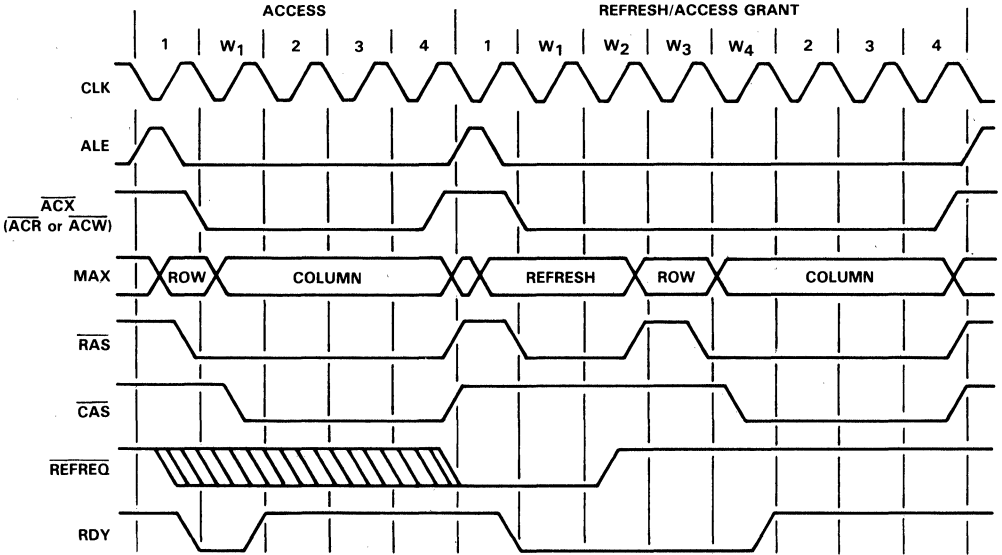 ACCESS REFRESH/ACCESS GRANT
1 W1 2 3 4 1 W1 W2 W3 W4 2 3 4
CLK
ALE
ACX
(ACR or ACW)
MAX ROW COLUMN REFRESH ROW COLUMN
RAS
CAS
REFREQ
RDY